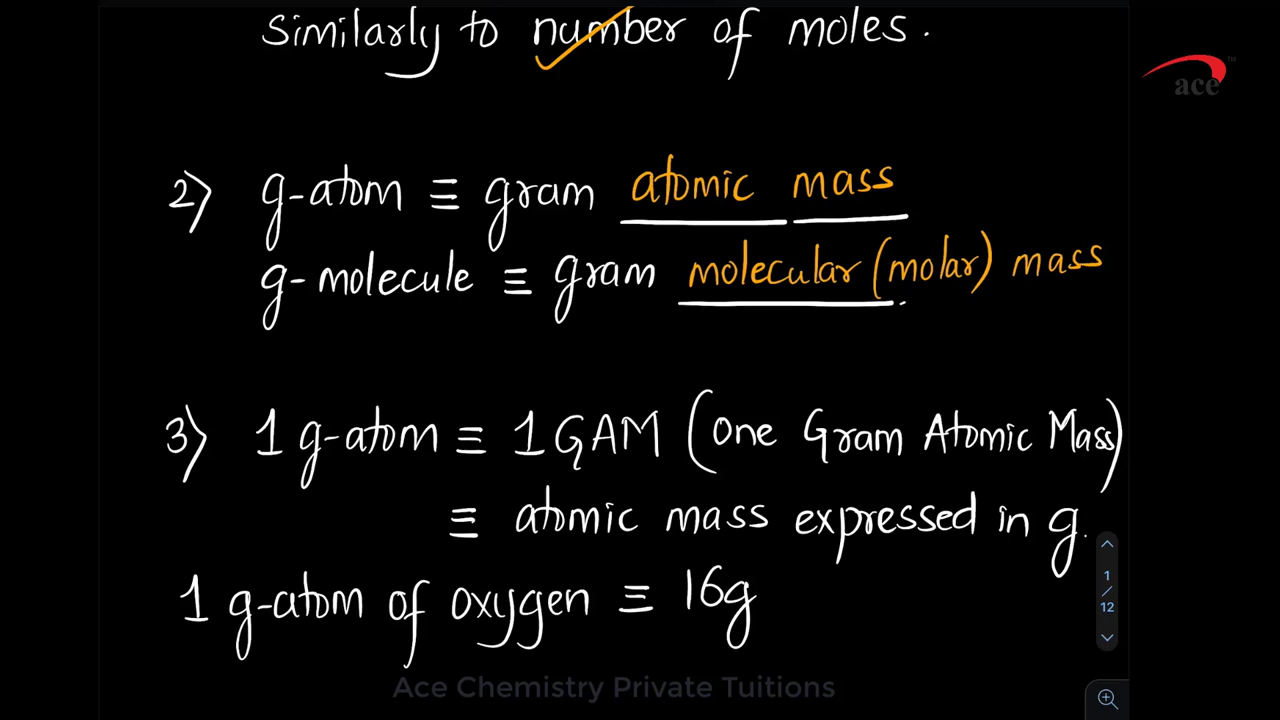 Similarly to number of moles.
ace
TM
2) g-atom ≡ gram atomic mass
g-molecule ≡ gram molecular (molar) mass
3) 1 g-atom ≡ 1 GAM (One Gram Atomic Mass)
≡ atomic mass expressed in g.
1 g-atom of oxygen ≡ 16g
1
/
12
Ace Chemistry Private Tuitions